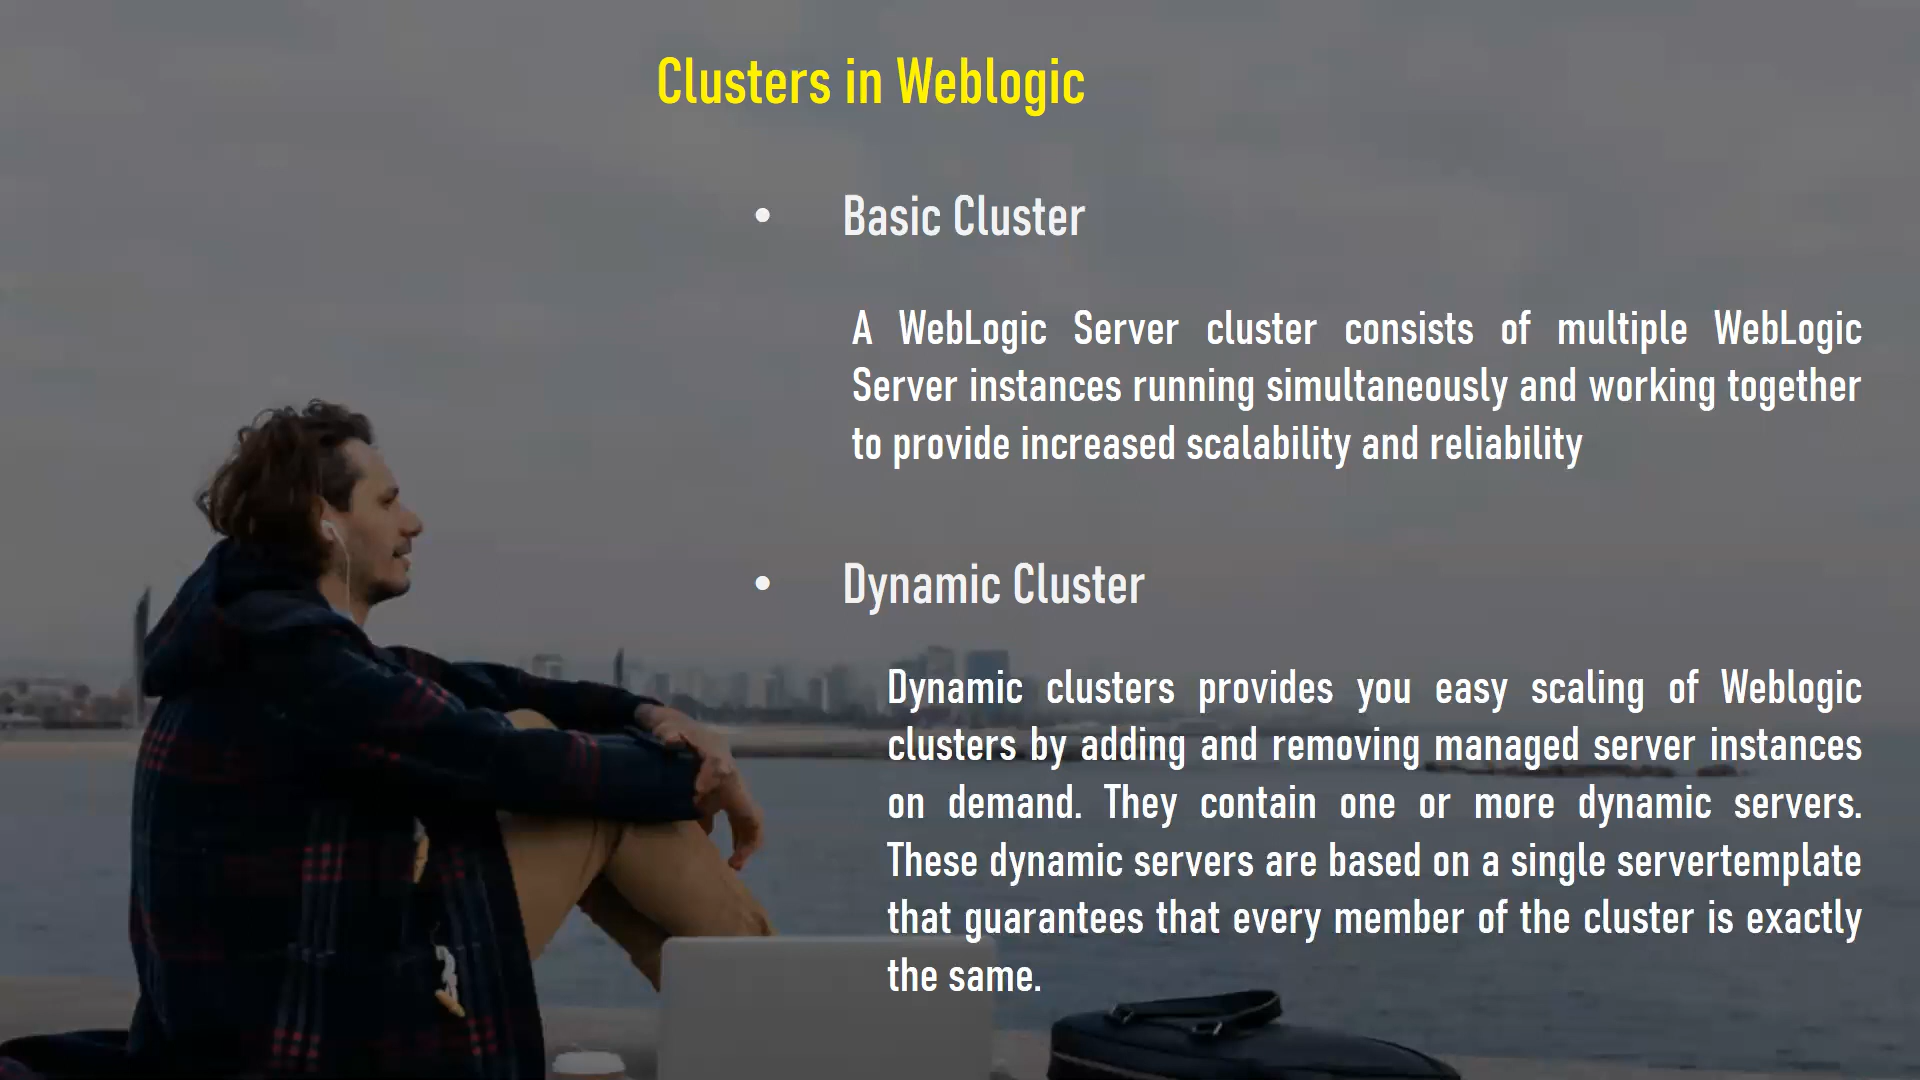 Clusters in Weblogic
• Basic Cluster
A WebLogic Server cluster consists of multiple WebLogic
Server instances running simultaneously and working together
to provide increased scalability and reliability
• Dynamic Cluster
Dynamic clusters provides you easy scaling of Weblogic
clusters by adding and removing managed server instances
on demand. They contain one or more dynamic servers.
These dynamic servers are based on a single servertemplate
that guarantees that every member of the cluster is exactly
the same.